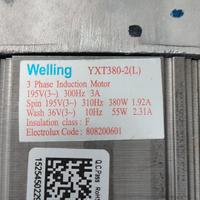 Welling YXT380-2(L)
3 Phase Induction Motor
195V(3~) 300Hz 3A
Spin 195V(3~) 310Hz 380W 1.92A
Wash 36V(3~) 10Hz 55W 2.31A
Insulation class : F
Electrolux Code : 808200601
Q.C.Pass